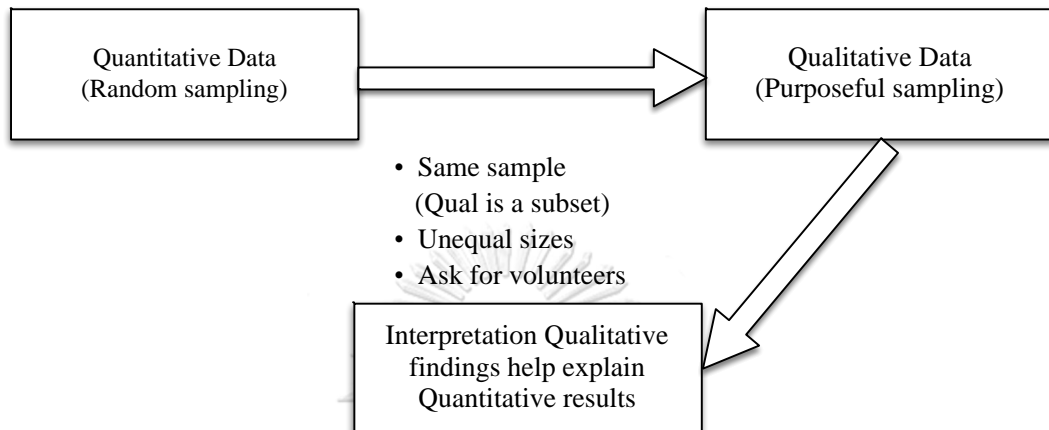 Quantitative Data
(Random sampling)
Qualitative Data
(Purposeful sampling)
• Same sample
(Qual is a subset)
• Unequal sizes
• Ask for volunteers
Interpretation Qualitative
findings help explain
Quantitative results